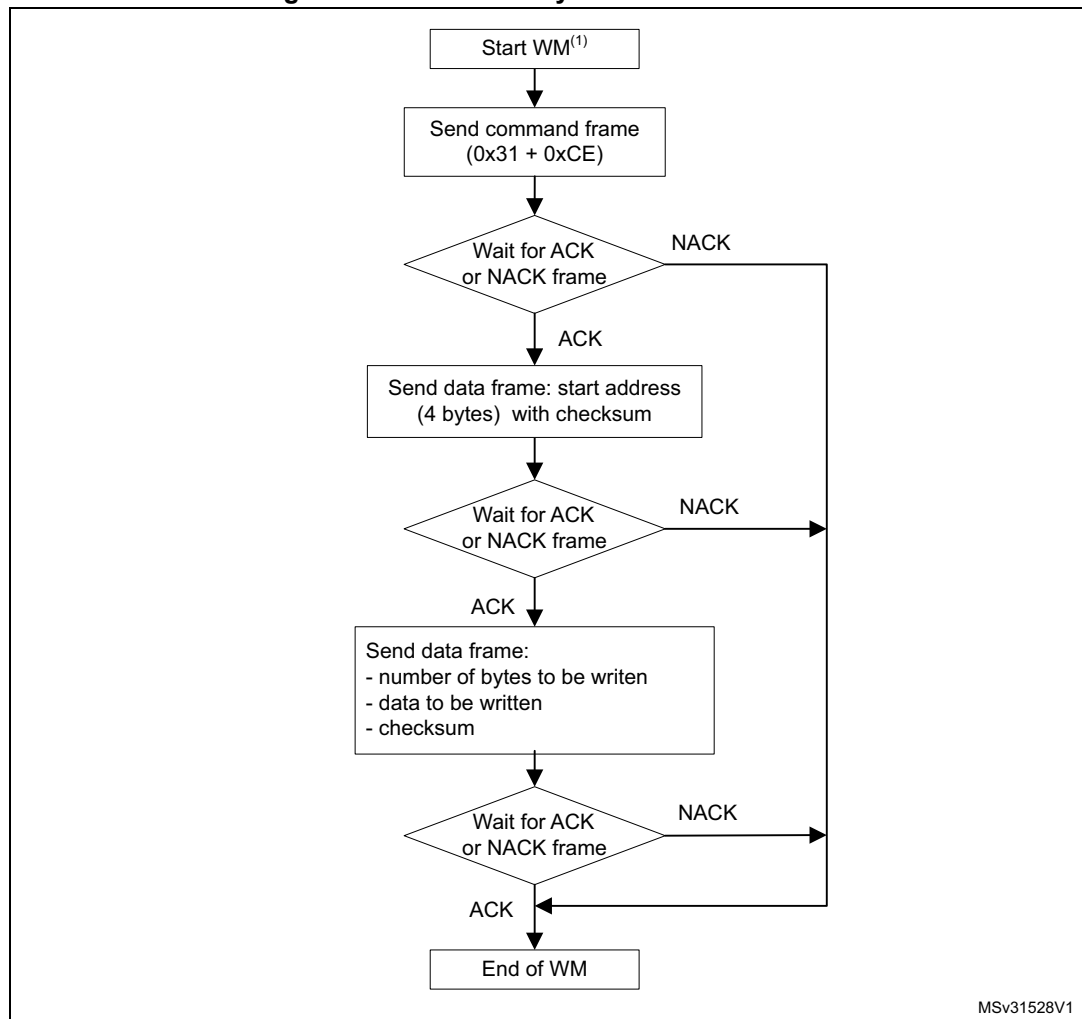 Start WM(1)
Send command frame
(0x31 + 0xCE)
Wait for ACK
or NACK frame
NACK
ACK
Send data frame: start address
(4 bytes) with checksum
Wait for ACK
or NACK frame
NACK
ACK
Send data frame:
- number of bytes to be writen
- data to be written
- checksum
Wait for ACK
or NACK frame
NACK
ACK
End of WM
MSv31528V1